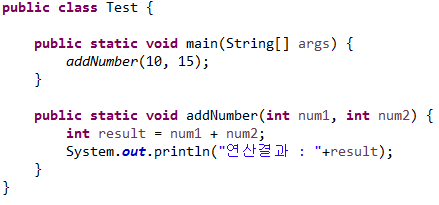 public class Test {
public static void main(String[] args) {
addNumber(10, 15);
}
public static void addNumber(int num1, int num2) {
int result = num1 + num2;
System.out.println("연산결과 : "+result);
}
}